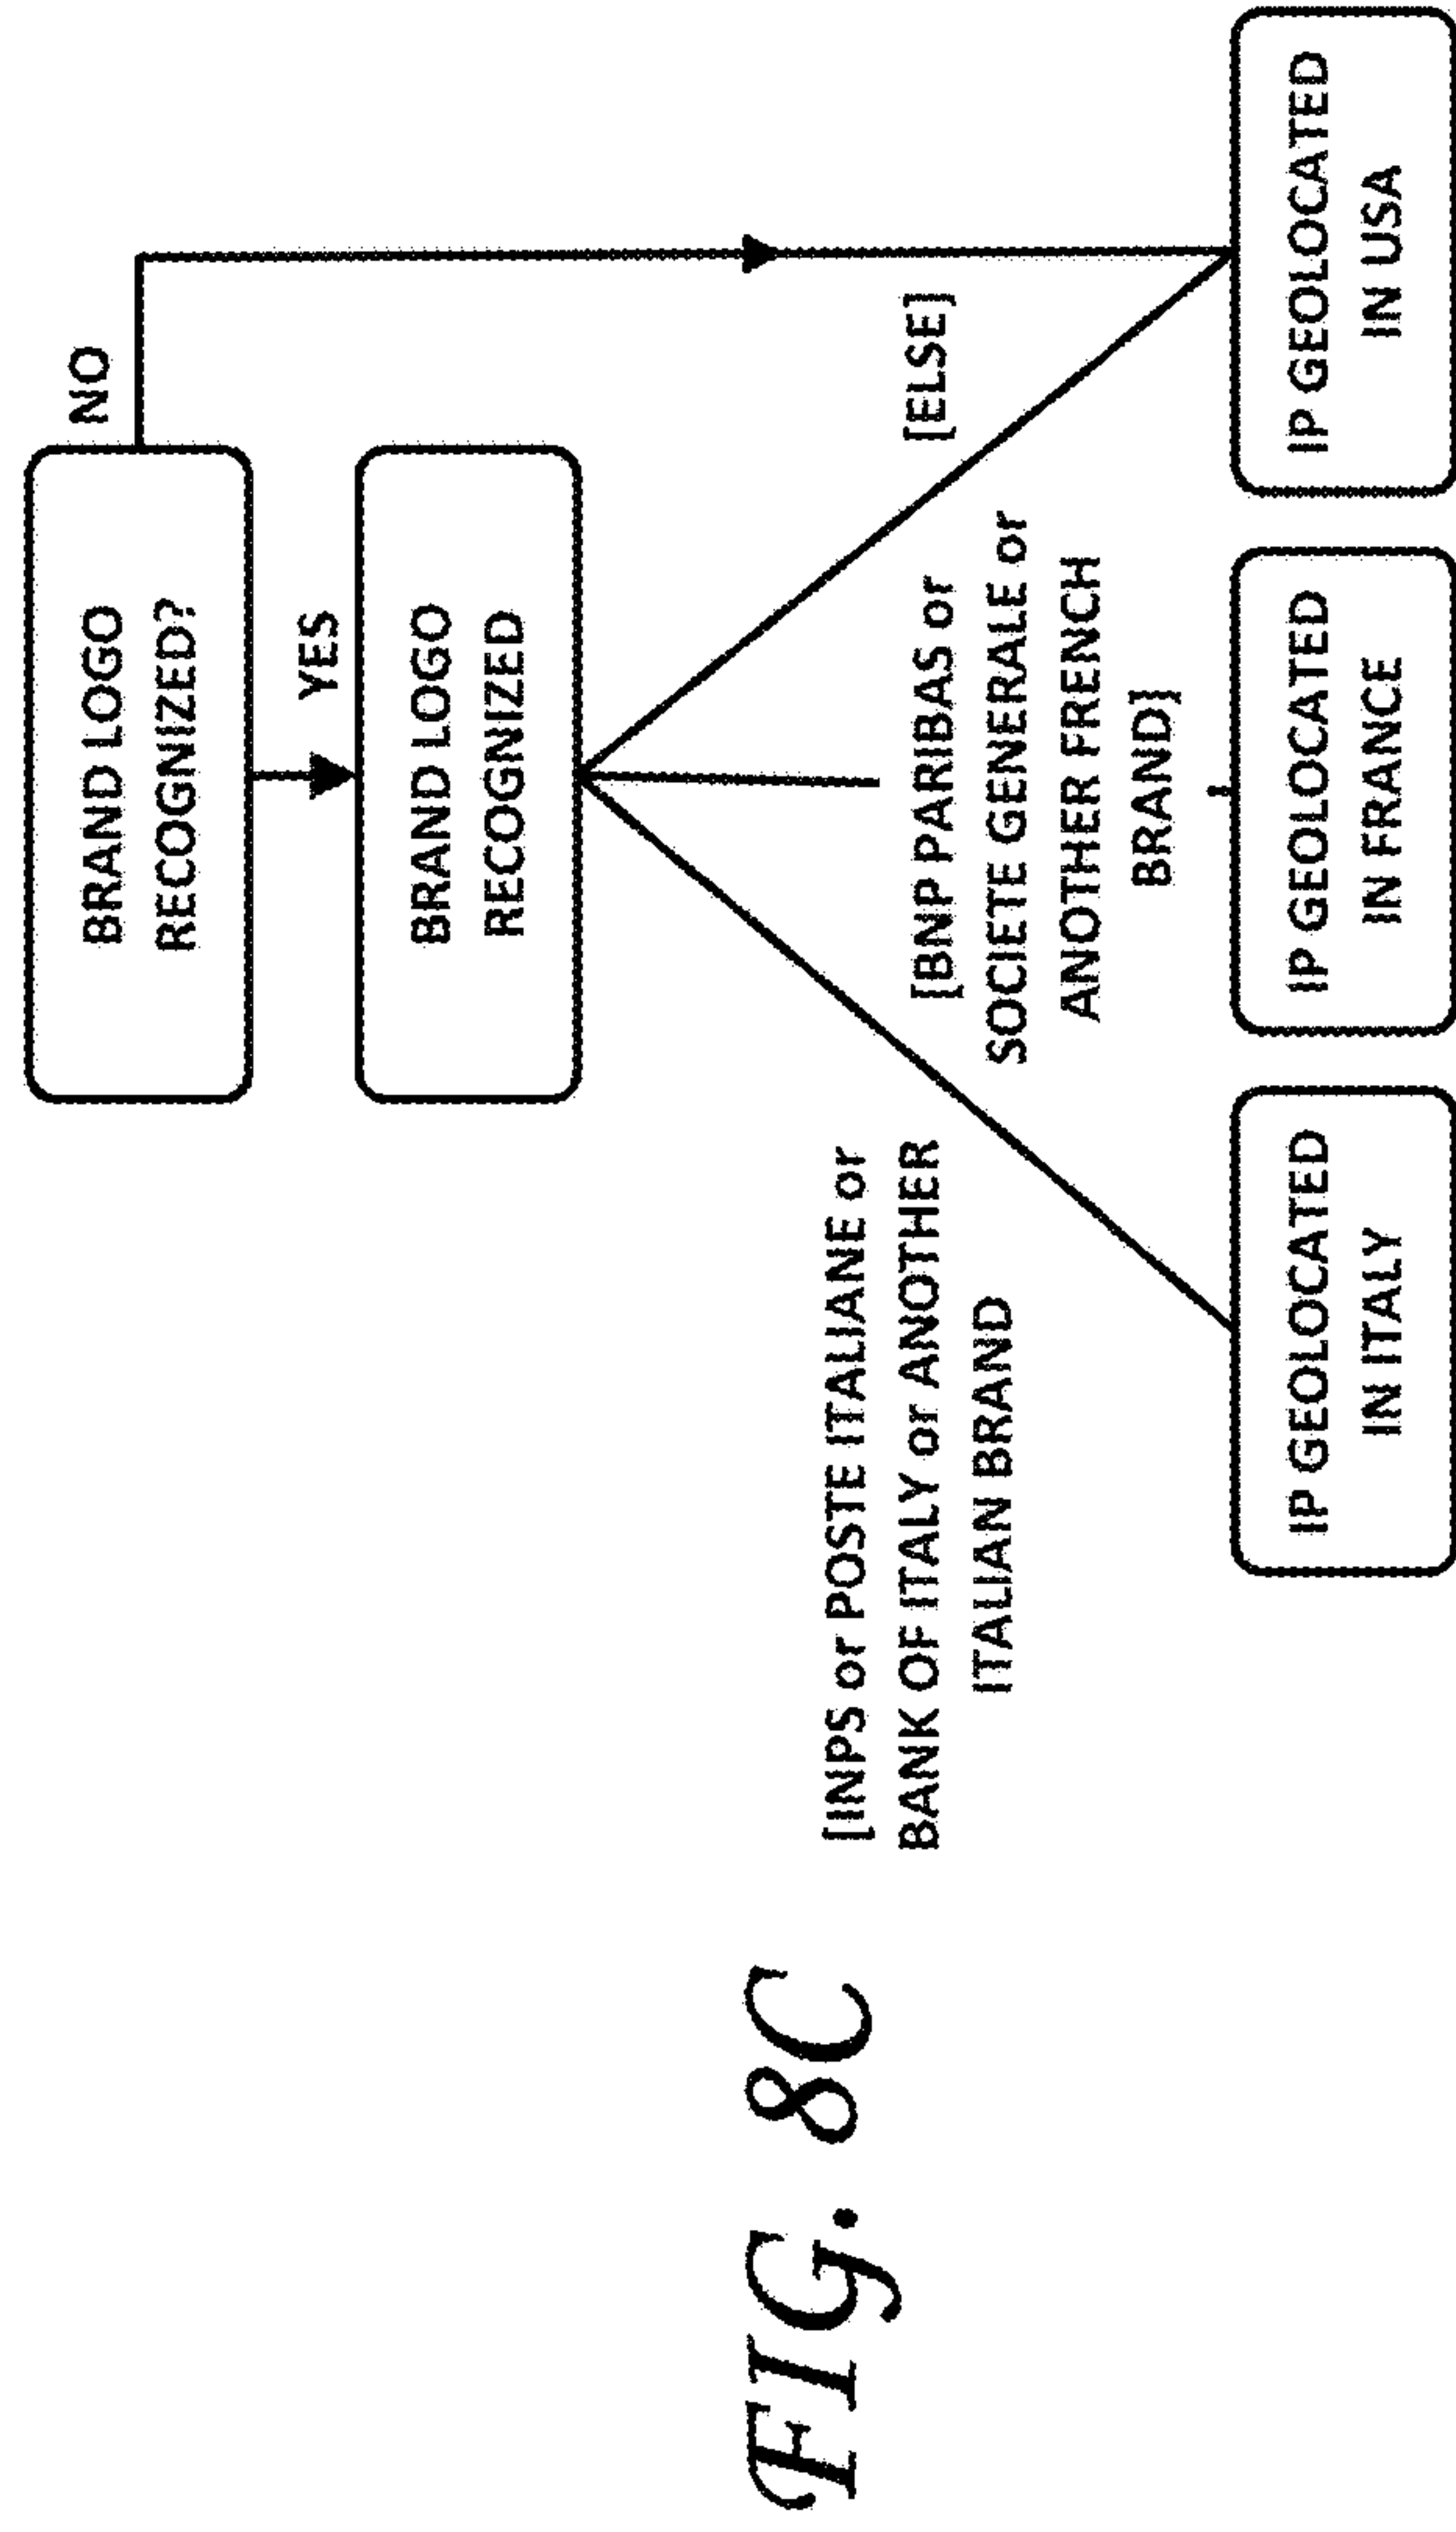 BRAND LOGO
RECOGNIZED?
NO
YES
BRAND LOGO
RECOGNIZED
[INPS or POSTE ITALIANE or
BANK OF ITALY or ANOTHER
ITALIAN BRAND
[BNP PARIBAS or
SOCIETE GENERALE or
ANOTHER FRENCH
BRAND]
[ELSE]
IP GEOLOCATED
IN ITALY
IP GEOLOCATED
IN FRANCE
IP GEOLOCATED
IN USA
FIG. 8C